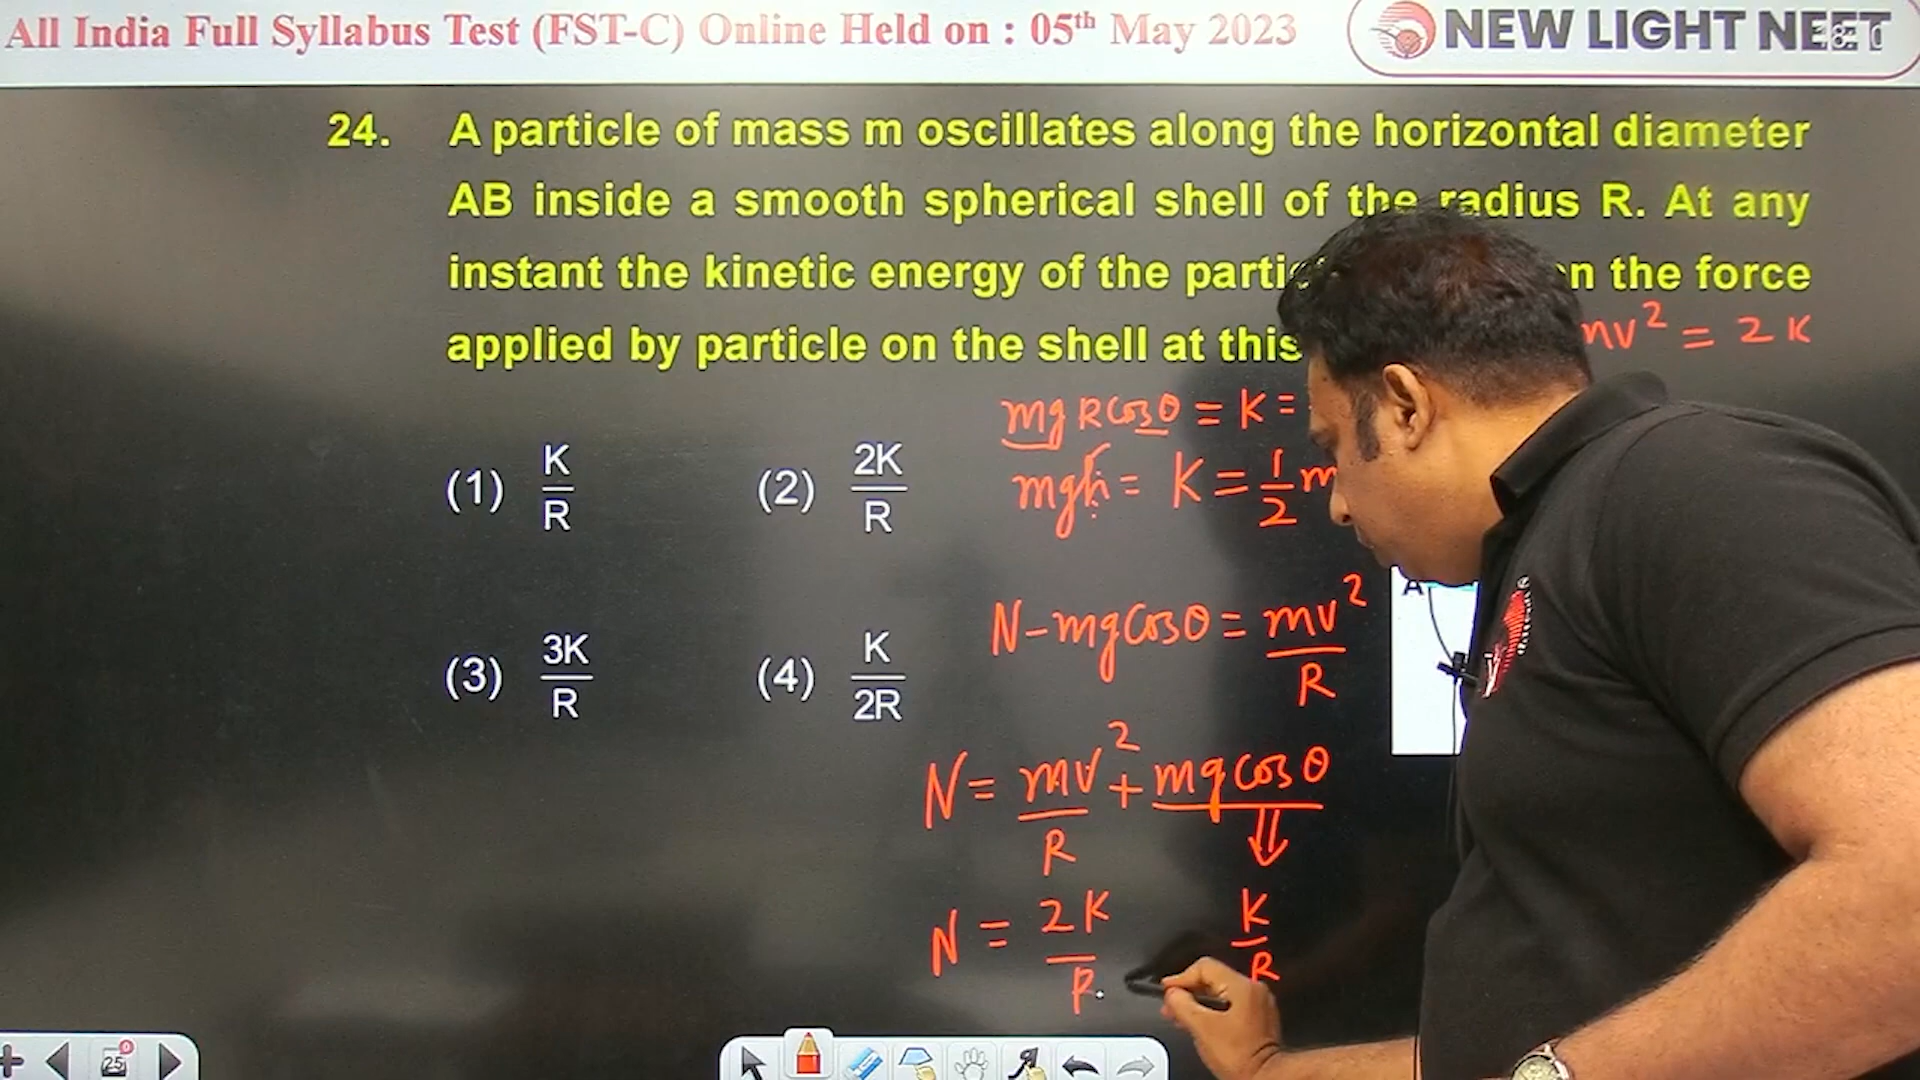 All India Full Syllabus Test (FST-C) Online Held on : 05th May 2023
NEW LIGHT NEET
24. A particle of mass m oscillates along the horizontal diameter
AB inside a smooth spherical shell of the radius R. At any
instant the kinetic energy of the the force
applied by particle on the shell at this
mv² = 2K
mgRcosθ = K =
mgh = K = 1/2 m
(1) K/R
(2) 2K/R
N-mgcosθ = mv²/R
A
(3) 3K/R
(4) K/2R
N = mv²/R + mgcosθ
⇓
N = 2K/R K/R
25